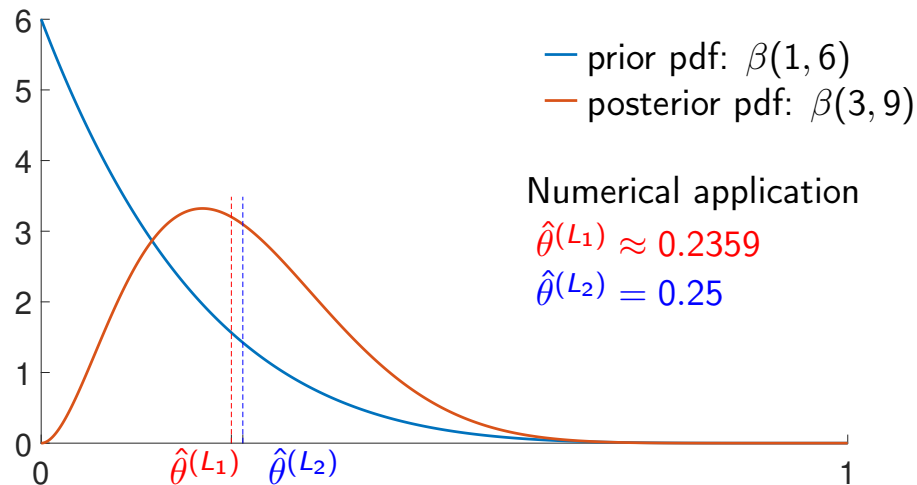 6
5
4
3
2
1
0
prior pdf: β(1, 6)
posterior pdf: β(3, 9)
Numerical application
θ̂^(L₁) ≈ 0.2359
θ̂^(L₂) = 0.25
0 θ̂^(L₁) θ̂^(L₂) 1